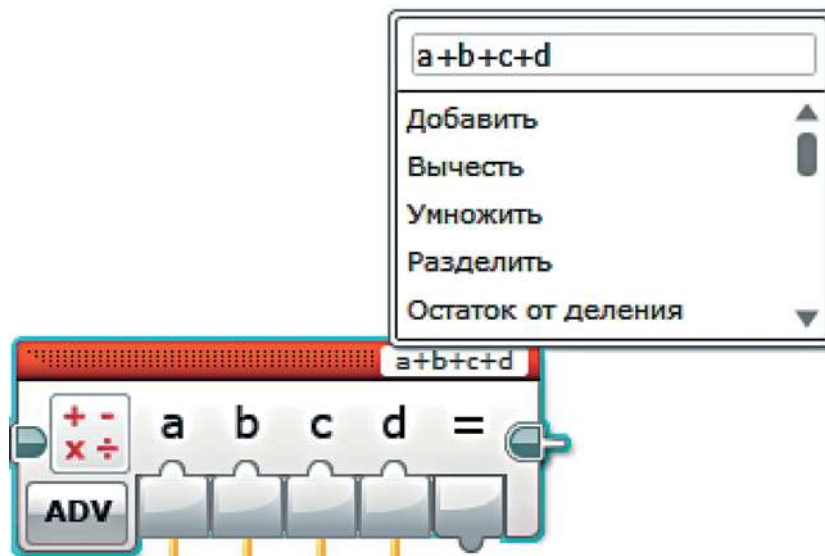 a+b+c+d
Добавить
Вычесть
Умножить
Разделить
Остаток от деления
a+b+c+d
+ -
x ÷
a b c d =
ADV